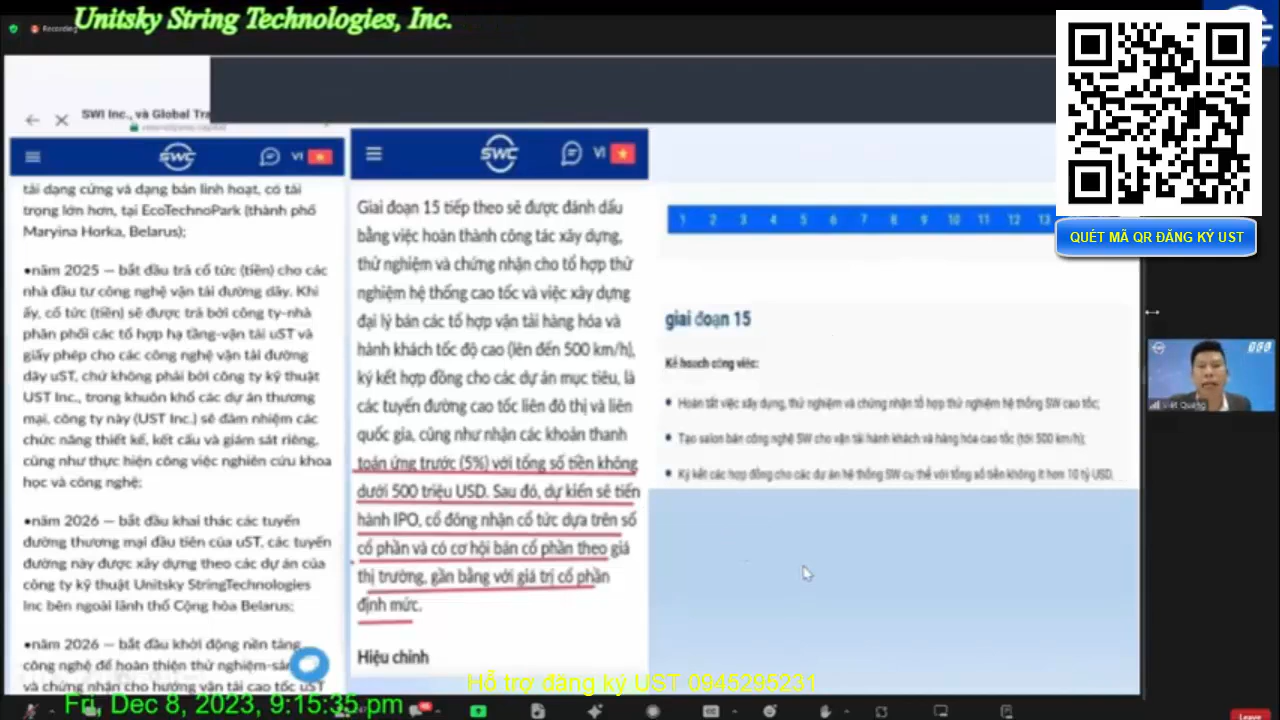 Unitsky String Technologies, Inc.
Recording
QUÉT MÃ QR ĐĂNG KÝ UST
SWI Inc., và Global Tra
SWC
VI
tải dạng cứng và dạng bán linh hoạt, có tải
trọng lớn hơn, tại EcoTechnoPark (thành phố
Maryina Horka, Belarus);
•năm 2025 — bắt đầu trả cổ tức (tiền) cho các
nhà đầu tư công nghệ vận tải đường dây. Khi
ấy, cổ tức (tiền) sẽ được trả bởi công ty-nhà
phân phối các tổ hợp hạ tầng-vận tải uST và
giấy phép cho các công nghệ vận tải đường
dây uST, chứ không phải bởi công ty kỹ thuật
UST Inc., trong khuôn khổ các dự án thương
mại, công ty này (UST Inc.) sẽ đảm nhiệm các
chức năng thiết kế, kết cấu và giám sát riêng,
cũng như thực hiện công việc nghiên cứu khoa
học và công nghệ;
•năm 2026 — bắt đầu khai thác các tuyến
đường thương mại đầu tiên của uST, các tuyến
đường này được xây dựng theo các dự án của
công ty kỹ thuật Unitsky StringTechnologies
Inc bên ngoài lãnh thổ Cộng hòa Belarus;
•năm 2026 — bắt đầu khởi động nền tảng
công nghệ để hoàn thiện thử nghiệm-sản
và chứng nhận cho hướng vận tải cao tốc uST
SWC
VI
Giai đoạn 15 tiếp theo sẽ được đánh dấu
bằng việc hoàn thành công tác xây dựng,
thử nghiệm và chứng nhận cho tổ hợp thử
nghiệm hệ thống cao tốc và việc xây dựng
đại lý bán các tổ hợp vận tải hàng hóa và
hành khách tốc độ cao (lên đến 500 km/h),
ký kết hợp đồng cho các dự án mục tiêu, là
các tuyến đường cao tốc liên đô thị và liên
quốc gia, cũng như nhận các khoản thanh
toán ứng trước (5%) với tổng số tiền không
dưới 500 triệu USD. Sau đó, dự kiến sẽ tiến
hành IPO, cổ đông nhận cổ tức dựa trên số
cổ phần và có cơ hội bán cổ phần theo giá
thị trường, gần bằng với giá trị cổ phần
định mức.
Hiệu chỉnh
1 2 3 4 5 6 7 8 9 10 11 12 13
giai đoạn 15
Kế hoạch công việc:
• Hoàn tất việc xây dựng, thử nghiệm và chứng nhận tổ hợp thử nghiệm hệ thống SW cao tốc;
• Tạo salon bán công nghệ SW cho vận tải hành khách và hàng hóa cao tốc (tới 500 km/h);
• Ký kết các hợp đồng cho các dự án hệ thống SW cụ thể với tổng số tiền không ít hơn 10 tỷ USD.
Việt Quang
Hỗ trợ đăng ký UST 0945295231
Fri, Dec 8, 2023, 9:15:35 pm
Leave